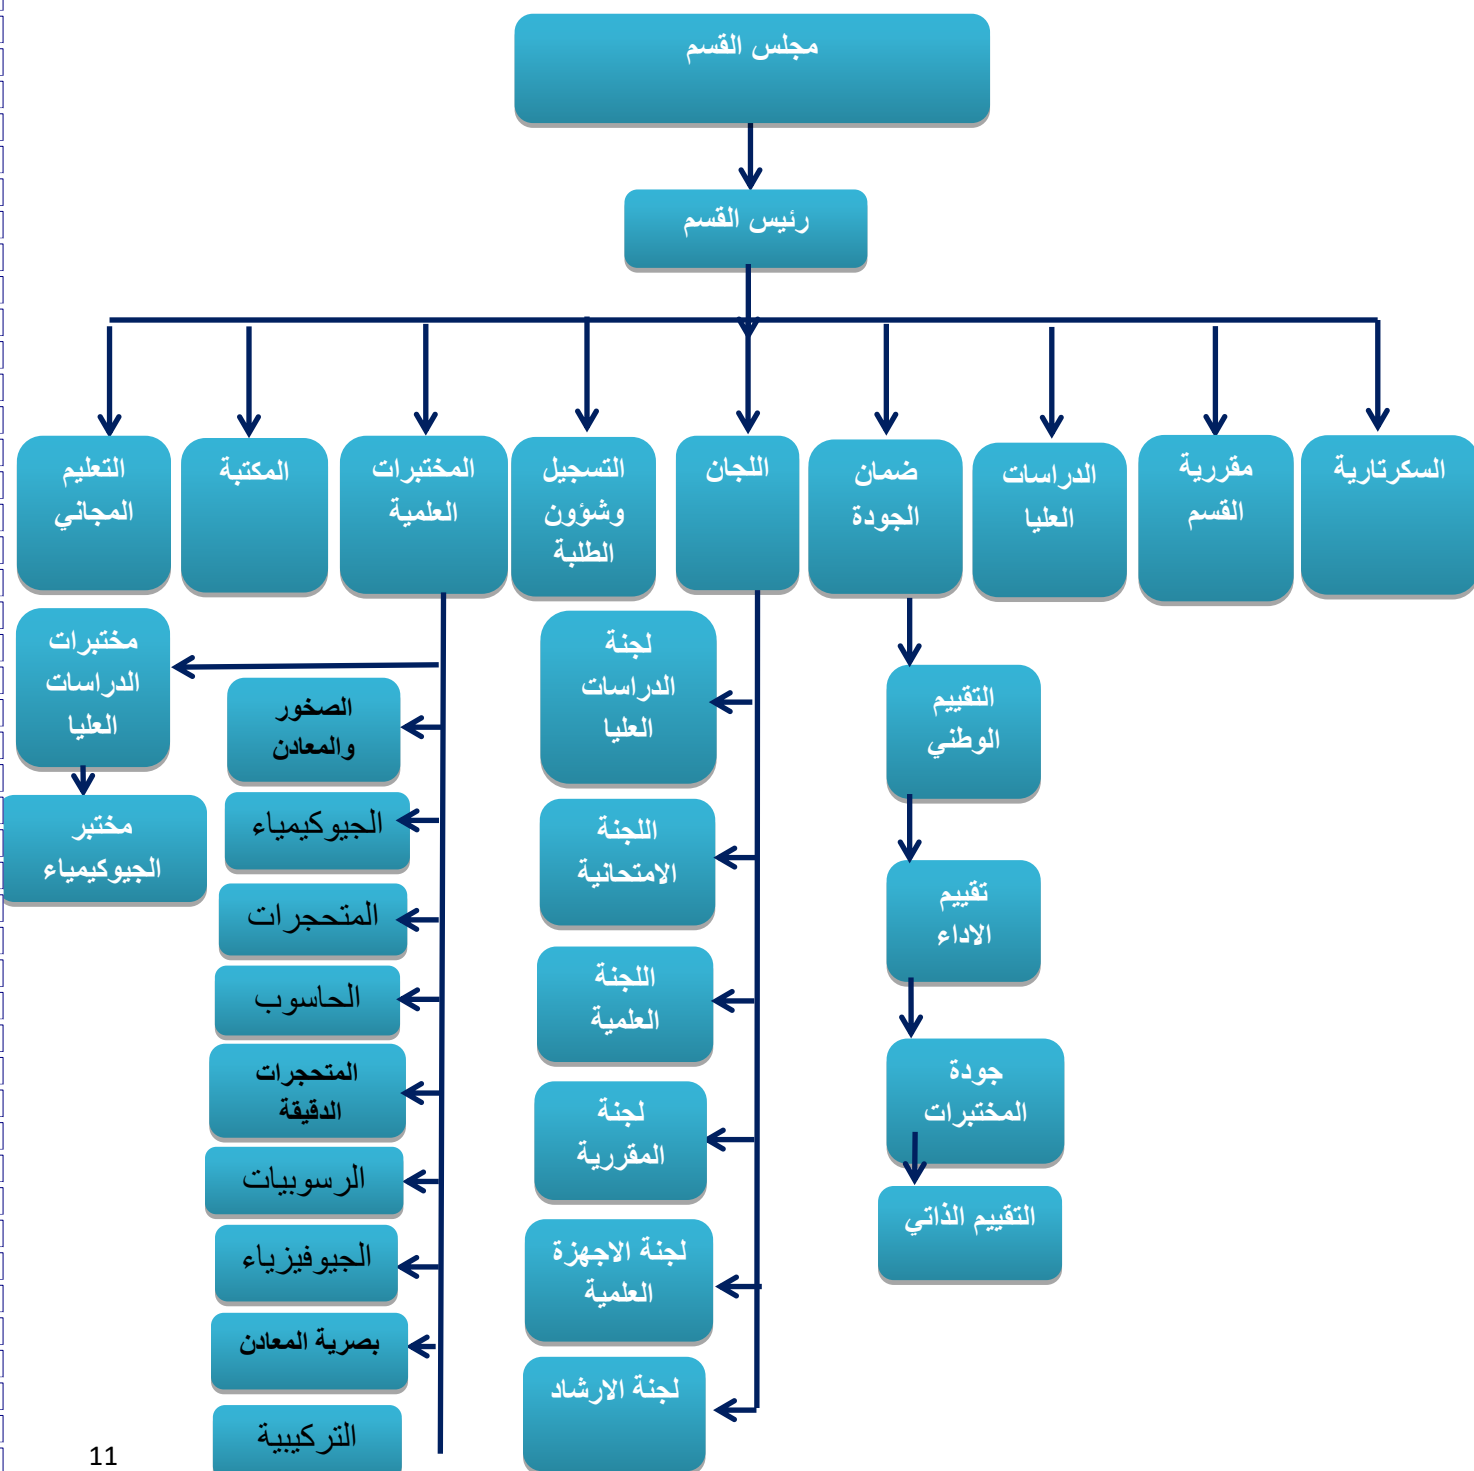 مجلس القسم
رئيس القسم
السكرتارية
مقررية
القسم
الدراسات
العليا
ضمان
الجودة
اللجان
التسجيل
وشؤون
الطلبة
المختبرات
العلمية
المكتبة
التعليم
المجاني
التقييم
الوطني
تقييم
الاداء
جودة
المختبرات
التقييم الذاتي
لجنة
الدراسات
العليا
اللجنة
الامتحانية
اللجنة
العلمية
لجنة
المقررية
لجنة الاجهزة
العلمية
لجنة الارشاد
الصخور
والمعادن
الجيوكيمياء
المتحجرات
الحاسوب
المتحجرات
الدقيقة
الرسوبيات
الجيوفيزياء
بصرية المعادن
التركيبية
مختبرات
الدراسات
العليا
مختبر
الجيوكيمياء
11